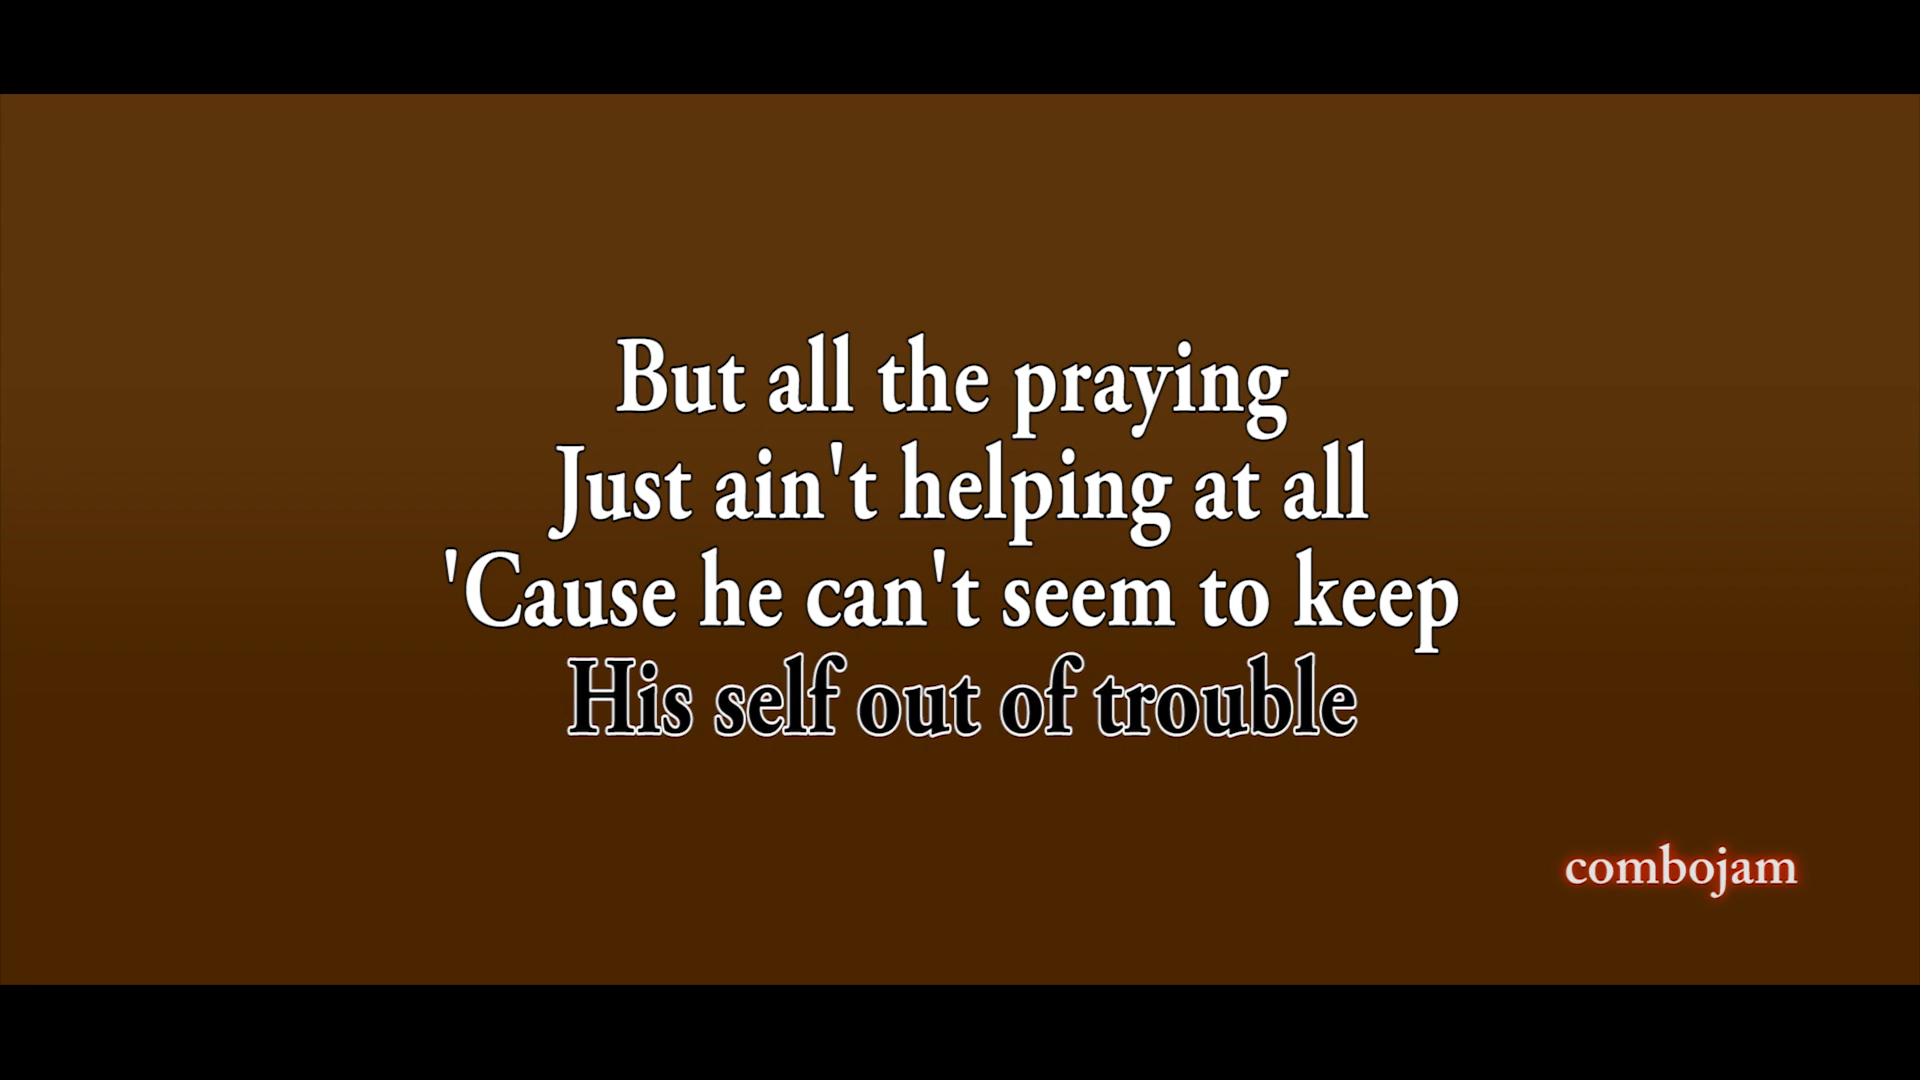 But all the praying
Just ain't helping at all
'Cause he can't seem to keep
His self out of trouble
combojam